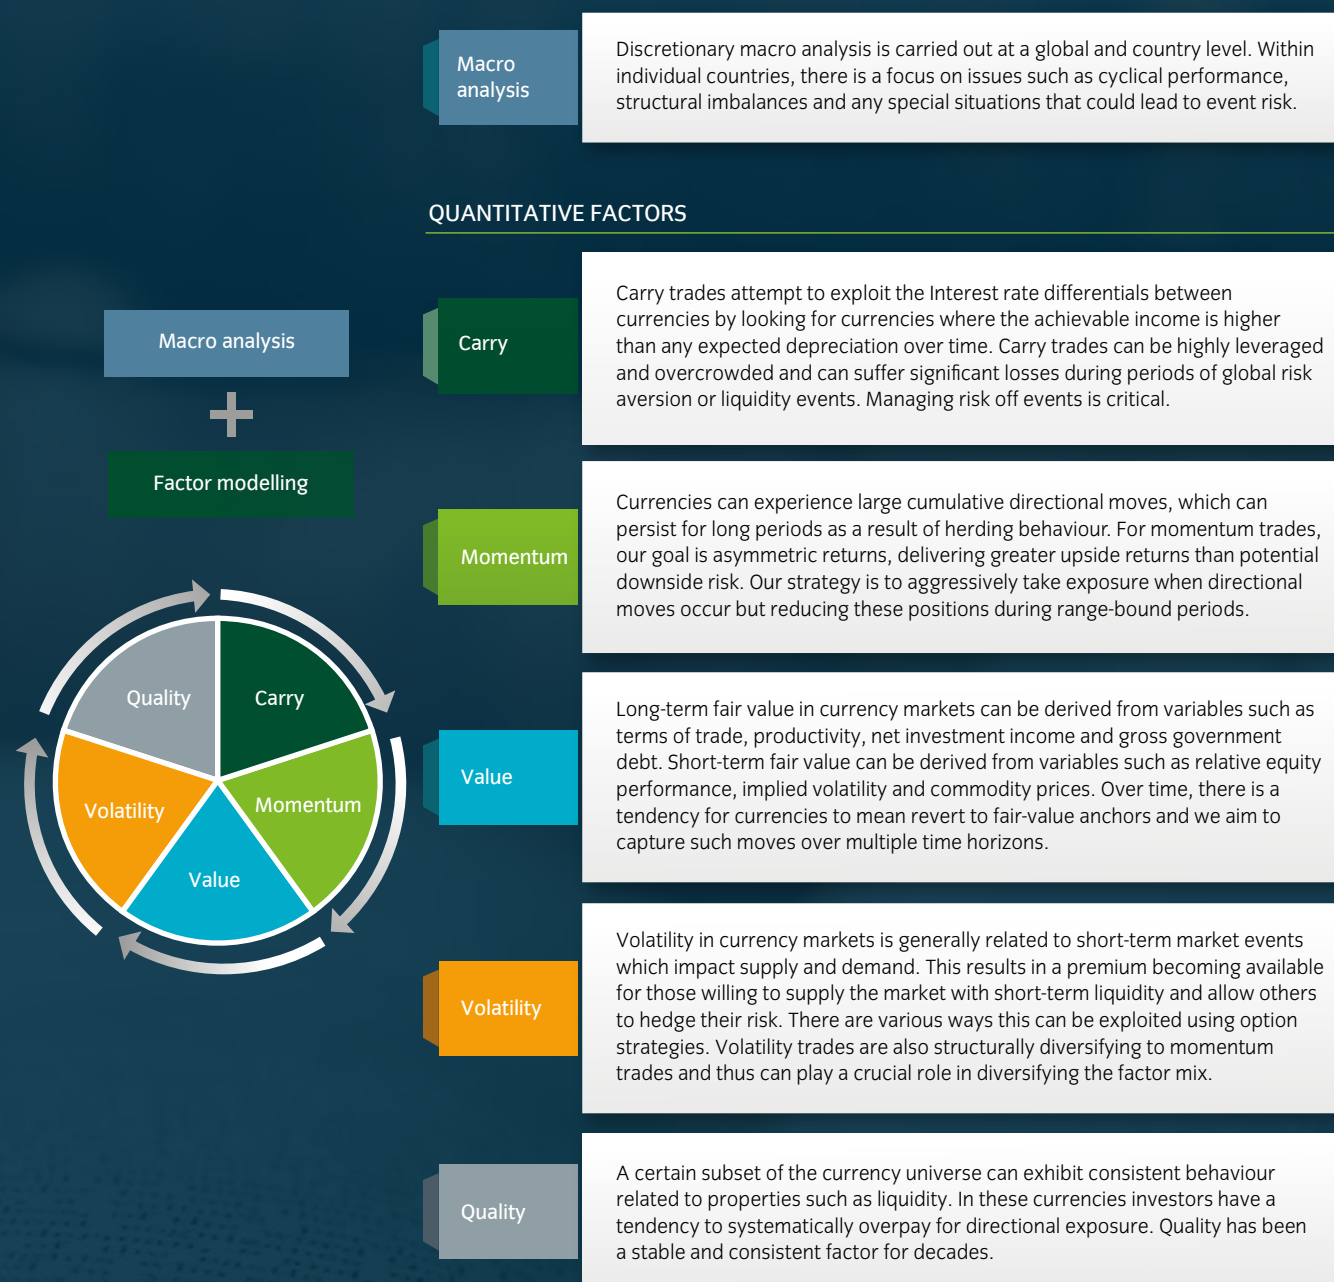 Macro
analysis
Discretionary macro analysis is carried out at a global and country level. Within
individual countries, there is a focus on issues such as cyclical performance,
structural imbalances and any special situations that could lead to event risk.
QUANTITATIVE FACTORS
Macro analysis
+
Factor modelling
Quality
Carry
Volatility
Momentum
Value
Carry
Carry trades attempt to exploit the Interest rate differentials between
currencies by looking for currencies where the achievable income is higher
than any expected depreciation over time. Carry trades can be highly leveraged
and overcrowded and can suffer significant losses during periods of global risk
aversion or liquidity events. Managing risk off events is critical.
Momentum
Currencies can experience large cumulative directional moves, which can
persist for long periods as a result of herding behaviour. For momentum trades,
our goal is asymmetric returns, delivering greater upside returns than potential
downside risk. Our strategy is to aggressively take exposure when directional
moves occur but reducing these positions during range-bound periods.
Value
Long-term fair value in currency markets can be derived from variables such as
terms of trade, productivity, net investment income and gross government
debt. Short-term fair value can be derived from variables such as relative equity
performance, implied volatility and commodity prices. Over time, there is a
tendency for currencies to mean revert to fair-value anchors and we aim to
capture such moves over multiple time horizons.
Volatility
Volatility in currency markets is generally related to short-term market events
which impact supply and demand. This results in a premium becoming available
for those willing to supply the market with short-term liquidity and allow others
to hedge their risk. There are various ways this can be exploited using option
strategies. Volatility trades are also structurally diversifying to momentum
trades and thus can play a crucial role in diversifying the factor mix.
Quality
A certain subset of the currency universe can exhibit consistent behaviour
related to properties such as liquidity. In these currencies investors have a
tendency to systematically overpay for directional exposure. Quality has been
a stable and consistent factor for decades.